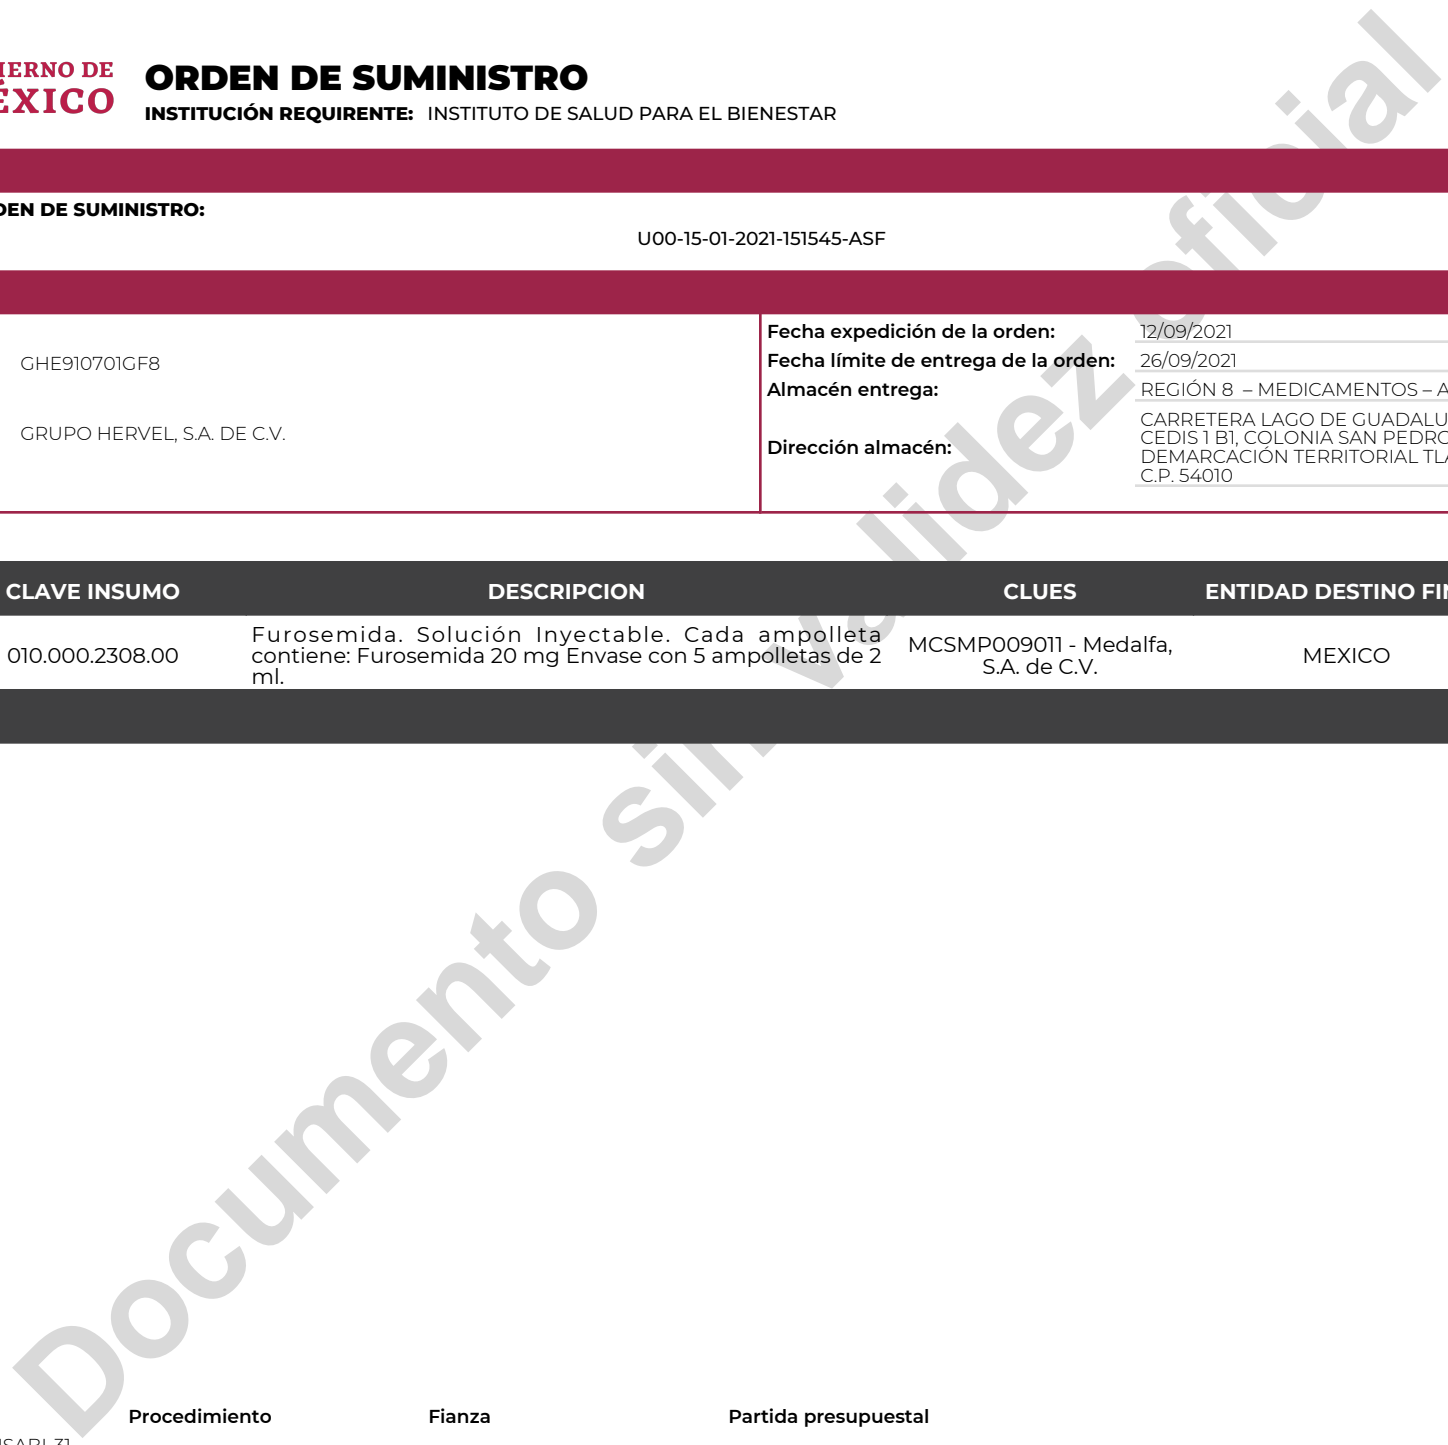 IERNO DE
ÉXICO
ORDEN DE SUMINISTRO
INSTITUCIÓN REQUIRENTE: INSTITUTO DE SALUD PARA EL BIENESTAR
DEN DE SUMINISTRO:
U00-15-01-2021-151545-ASF
GHE910701GF8
GRUPO HERVEL, S.A. DE C.V.
Fecha expedición de la orden: 12/09/2021
Fecha límite de entrega de la orden: 26/09/2021
Almacén entrega: REGIÓN 8 – MEDICAMENTOS – A
Dirección almacén:
CARRETERA LAGO DE GUADALU
CEDIS 1 B1, COLONIA SAN PEDRO
DEMARCACIÓN TERRITORIAL TLA
C.P. 54010
CLAVE INSUMO DESCRIPCION CLUES ENTIDAD DESTINO FIN
010.000.2308.00
Furosemida. Solución Inyectable. Cada ampolleta
contiene: Furosemida 20 mg Envase con 5 ampolletas de 2
ml.
MCSMP009011 - Medalfa,
S.A. de C.V.
MEXICO
Documento sin validez oficial
Procedimiento Fianza Partida presupuestal